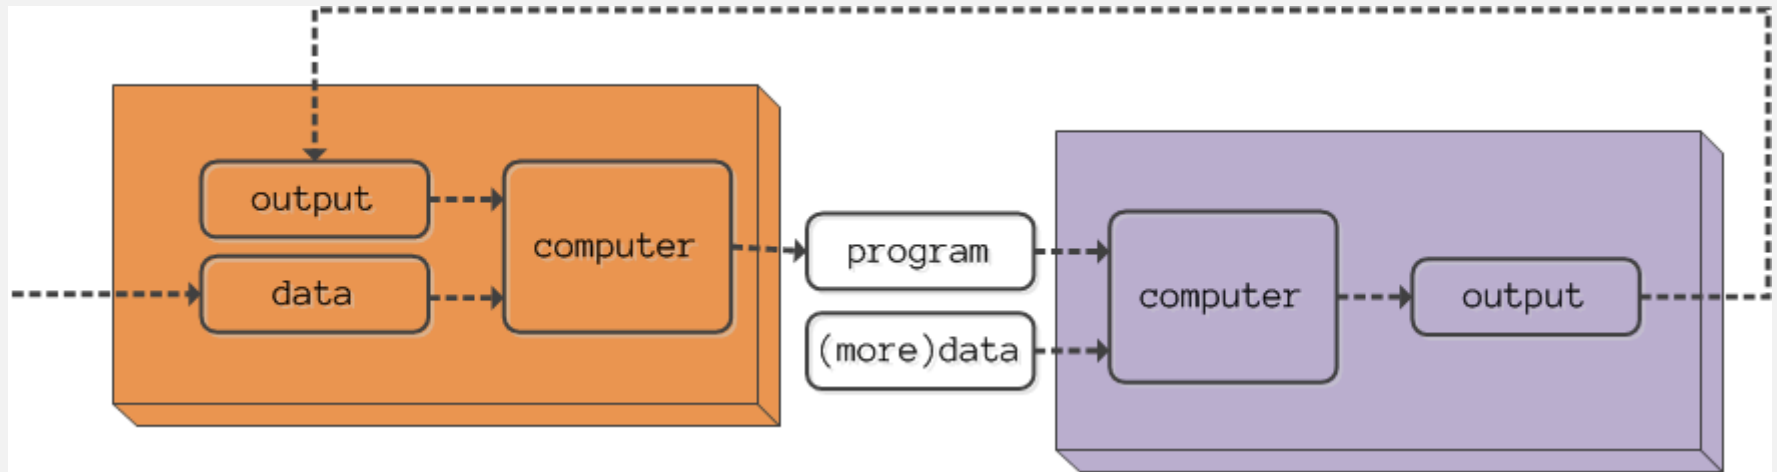 output
data
computer
program
(more)data
computer
output